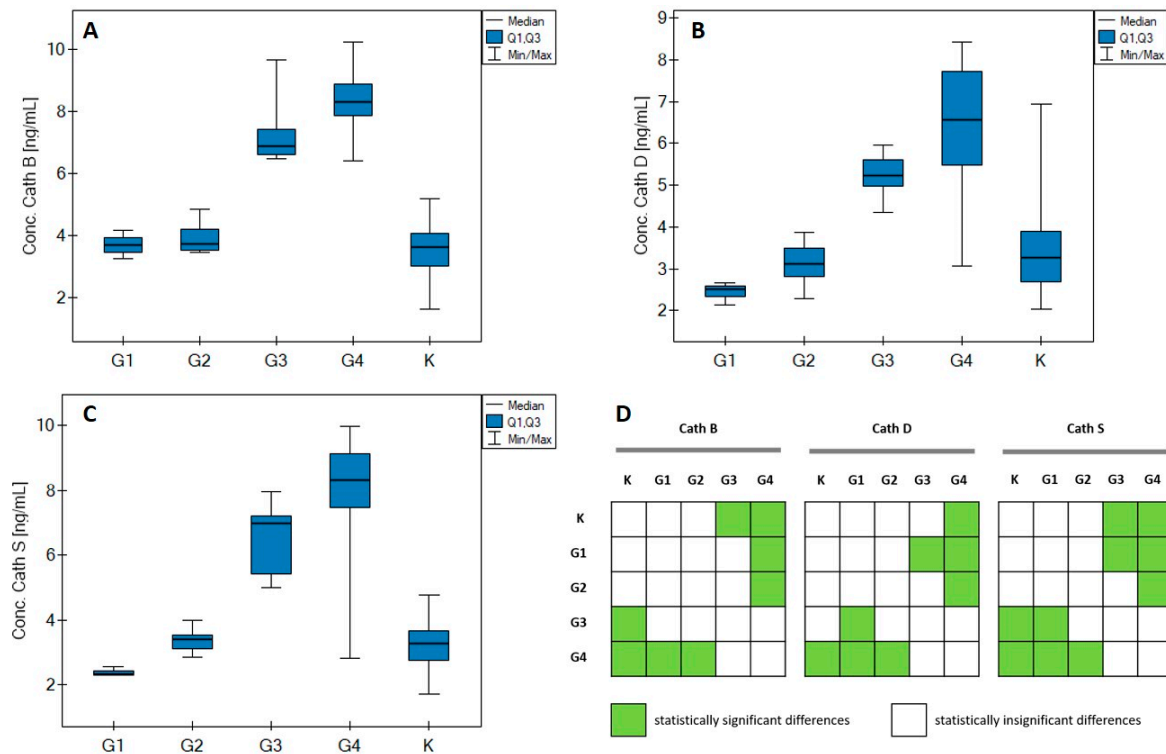 A
Median
Q1,Q3
Min/Max
Conc. Cath B [ng/mL]
10
8
6
4
2
G1 G2 G3 G4 K
B
Median
Q1,Q3
Min/Max
Conc. Cath D [ng/mL]
9
8
7
6
5
4
3
2
G1 G2 G3 G4 K
C
Median
Q1,Q3
Min/Max
Conc. Cath S [ng/mL]
10
8
6
4
2
G1 G2 G3 G4 K
D
Cath B Cath D Cath S
K G1 G2 G3 G4 K G1 G2 G3 G4 K G1 G2 G3 G4
K
G1
G2
G3
G4
statistically significant differences statistically insignificant differences